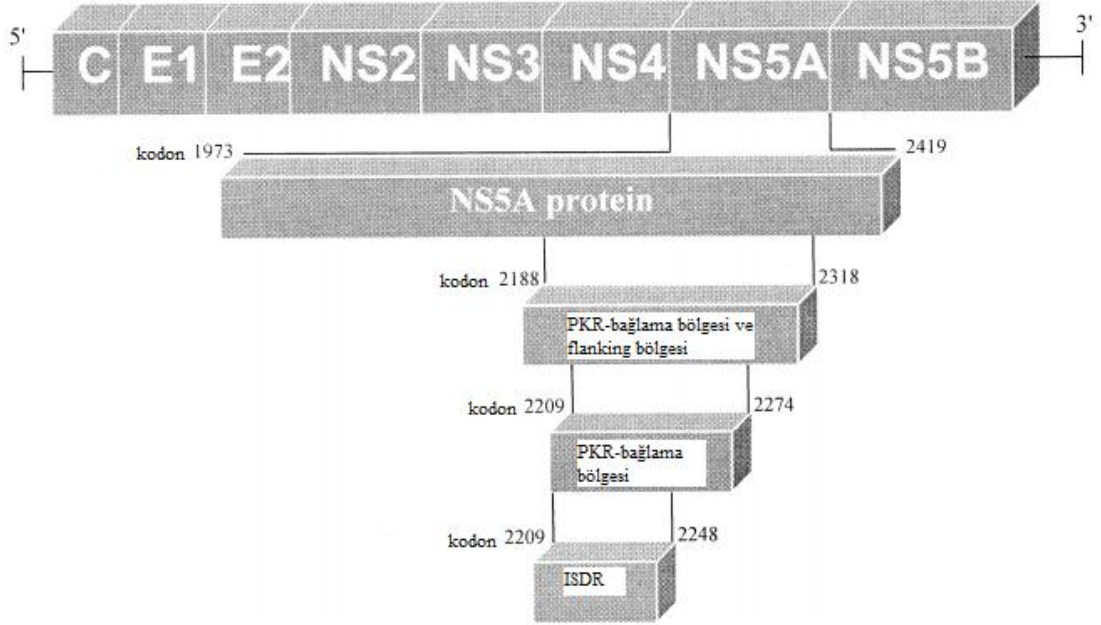 5' 3'
C E1 E2 NS2 NS3 NS4 NS5A NS5B
kodon 1973 2419
NS5A protein
kodon 2188 2318
PKR-bağlama bölgesi ve
flanking bölgesi
kodon 2209 2274
PKR-bağlama
bölgesi
kodon 2209 2248
ISDR